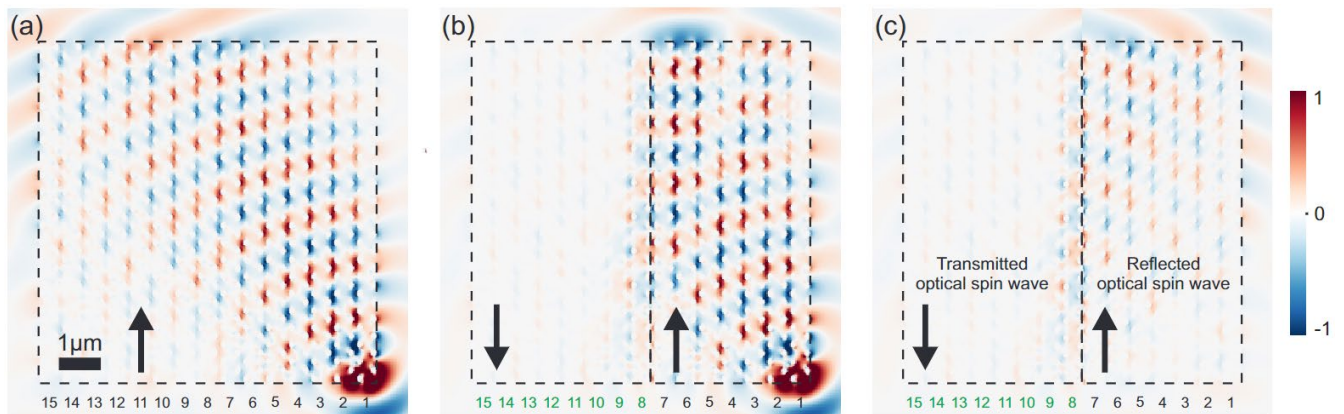 (a)
1μm
15 14 13 12 11 10 9 8 7 6 5 4 3 2 1
(b)
15 14 13 12 11 10 9 8 7 6 5 4 3 2 1
(c)
Transmitted
optical spin wave
Reflected
optical spin wave
15 14 13 12 11 10 9 8 7 6 5 4 3 2 1
1
0
-1